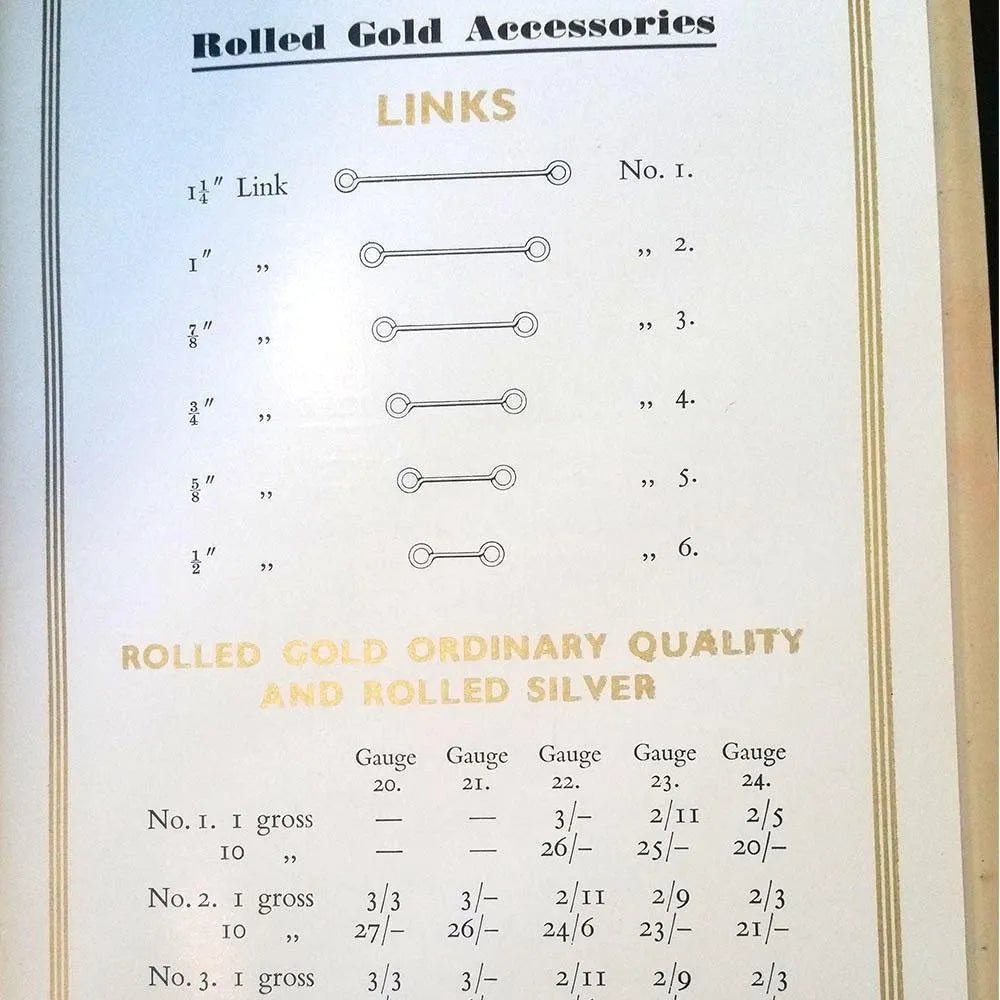 Rolled Gold Accessories
LINKS
1¼″ Link No. 1.
1″ ,, ,, 2.
⅞″ ,, ,, 3.
¾″ ,, ,, 4.
⅝″ ,, ,, 5.
½″ ,, ,, 6.
ROLLED GOLD ORDINARY QUALITY
AND ROLLED SILVER
Gauge Gauge Gauge Gauge Gauge
20. 21. 22. 23. 24.
No. 1. 1 gross — — 3/– 2/11 2/5
10 ,, — — 26/– 25/– 20/–
No. 2. 1 gross 3/3 3/– 2/11 2/9 2/3
10 ,, 27/– 26/– 24/6 23/– 21/–
No. 3. 1 gross 3/3 3/– 2/11 2/9 2/3